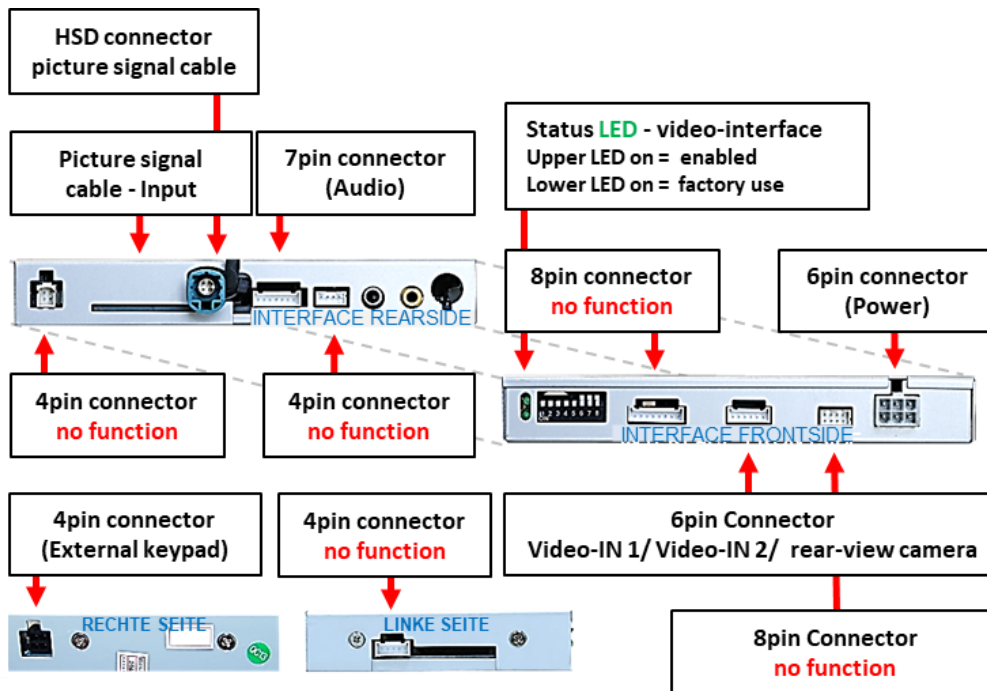 HSD connector
picture signal cable
Picture signal
cable - Input
7pin connector
(Audio)
Status LED - video-interface
Upper LED on = enabled
Lower LED on = factory use
8pin connector
no function
6pin connector
(Power)
INTERFACE REARSIDE
4pin connector
no function
4pin connector
no function
INTERFACE FRONTSIDE
4pin connector
(External keypad)
4pin connector
no function
6pin Connector
Video-IN 1/ Video-IN 2/ rear-view camera
RECHTE SEITE
LINKE SEITE
8pin Connector
no function